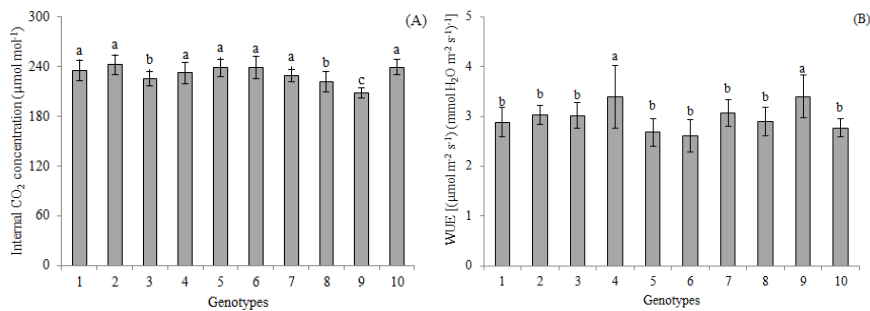 (A)
Internal CO₂ concentration (μmol mol⁻¹)
300
240
180
120
60
0
a a b a a a a b c a
1 2 3 4 5 6 7 8 9 10
Genotypes
(B)
WUE [(μmol m⁻² s⁻¹) (mmol H₂O m⁻² s⁻¹)⁻¹]
5
4
3
2
1
0
b b b a b b b b a b
1 2 3 4 5 6 7 8 9 10
Genotypes